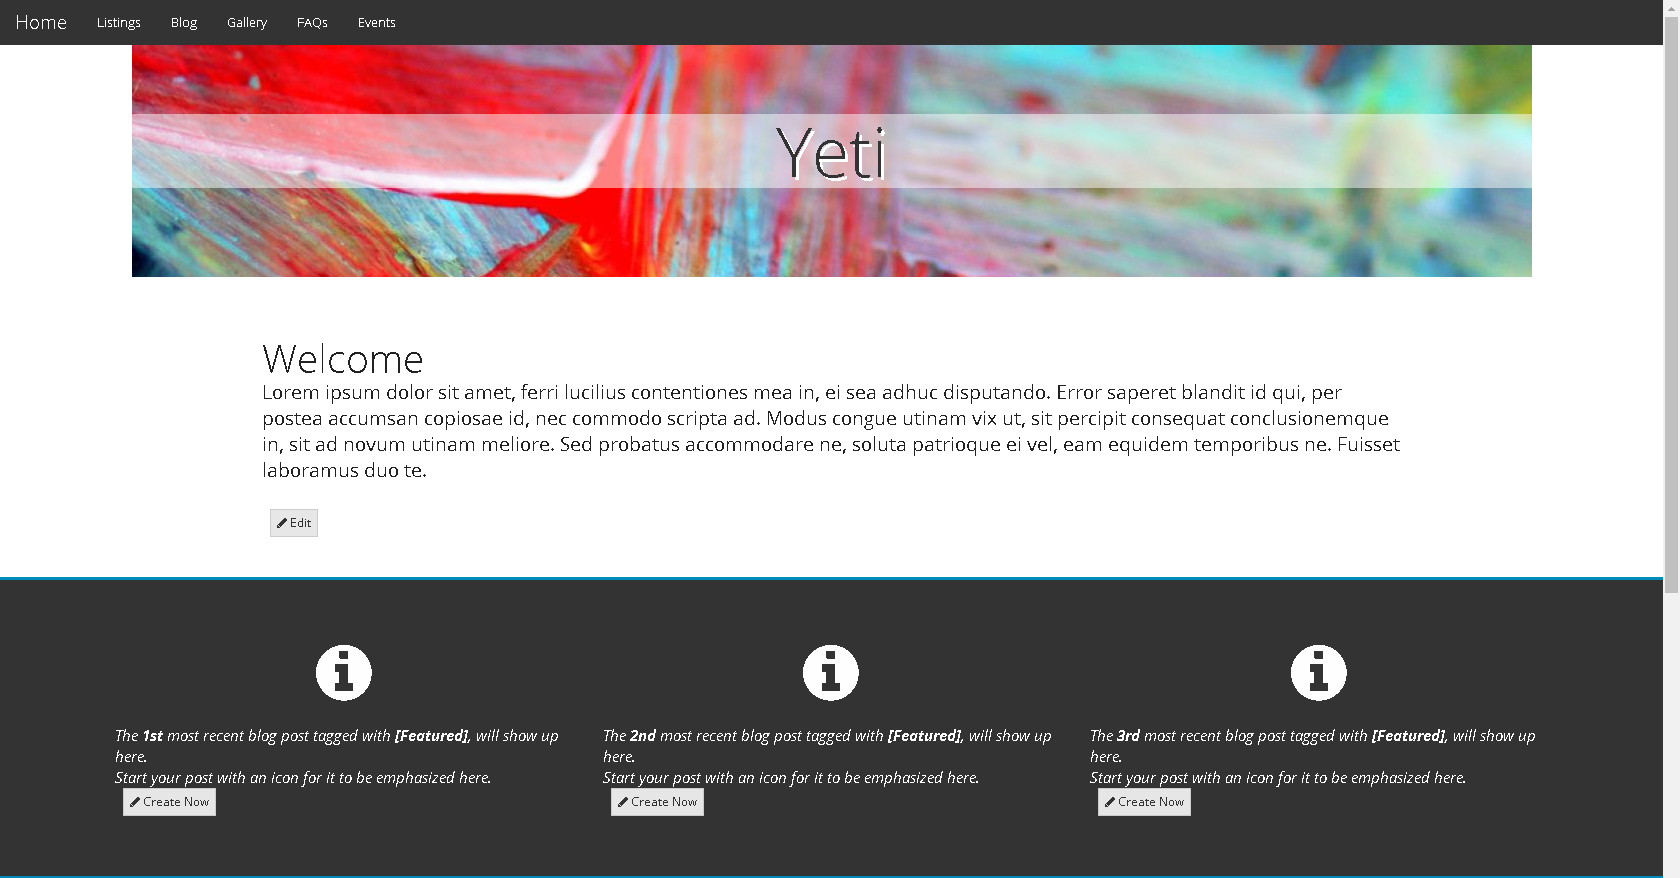 Home Listings Blog Gallery FAQs Events
Yeti
Welcome
Lorem ipsum dolor sit amet, ferri lucilius contentiones mea in, ei sea adhuc disputando. Error saperet blandit id qui, per
postea accumsan copiosae id, nec commodo scripta ad. Modus congue utinam vix ut, sit percipit consequat conclusionemque
in, sit ad novum utinam meliore. Sed probatus accommodare ne, soluta patrioque ei vel, eam equidem temporibus ne. Fuisset
laboramus duo te.
Edit
The 1st most recent blog post tagged with [Featured], will show up
here.
Start your post with an icon for it to be emphasized here.
Create Now
The 2nd most recent blog post tagged with [Featured], will show up
here.
Start your post with an icon for it to be emphasized here.
Create Now
The 3rd most recent blog post tagged with [Featured], will show up
here.
Start your post with an icon for it to be emphasized here.
Create Now